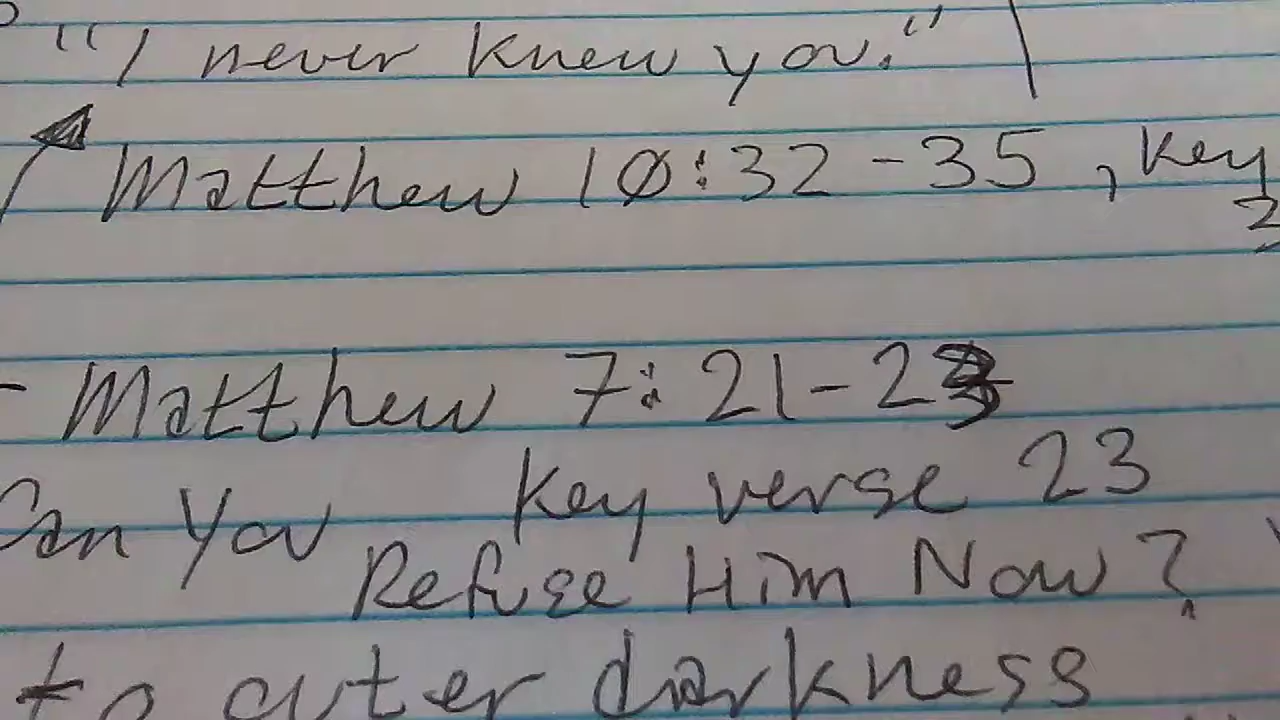 "I never knew you."
Matthew 10:32-35, Key
- Matthew 7:21-23
Key verse 23
Can You
Refuse Him Now?
to outer darkness